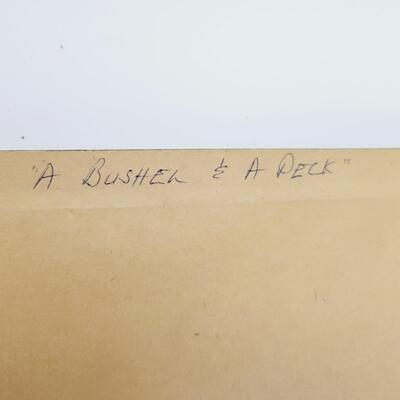 "A BUSHEL & A PECK"